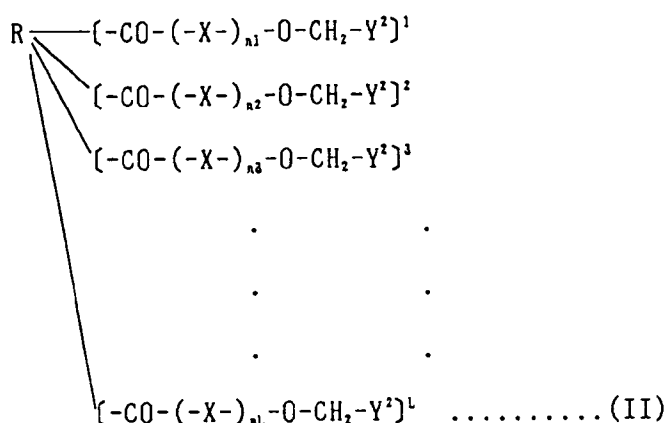 R [-CO-(-X-)ₙ₁-O-CH₂-Y²]¹
[-CO-(-X-)ₙ₂-O-CH₂-Y²]²
[-CO-(-X-)ₙ₃-O-CH₂-Y²]³
. .
. .
. .
[-CO-(-X-)ₙL-O-CH₂-Y²]ᴸ ..........(II)